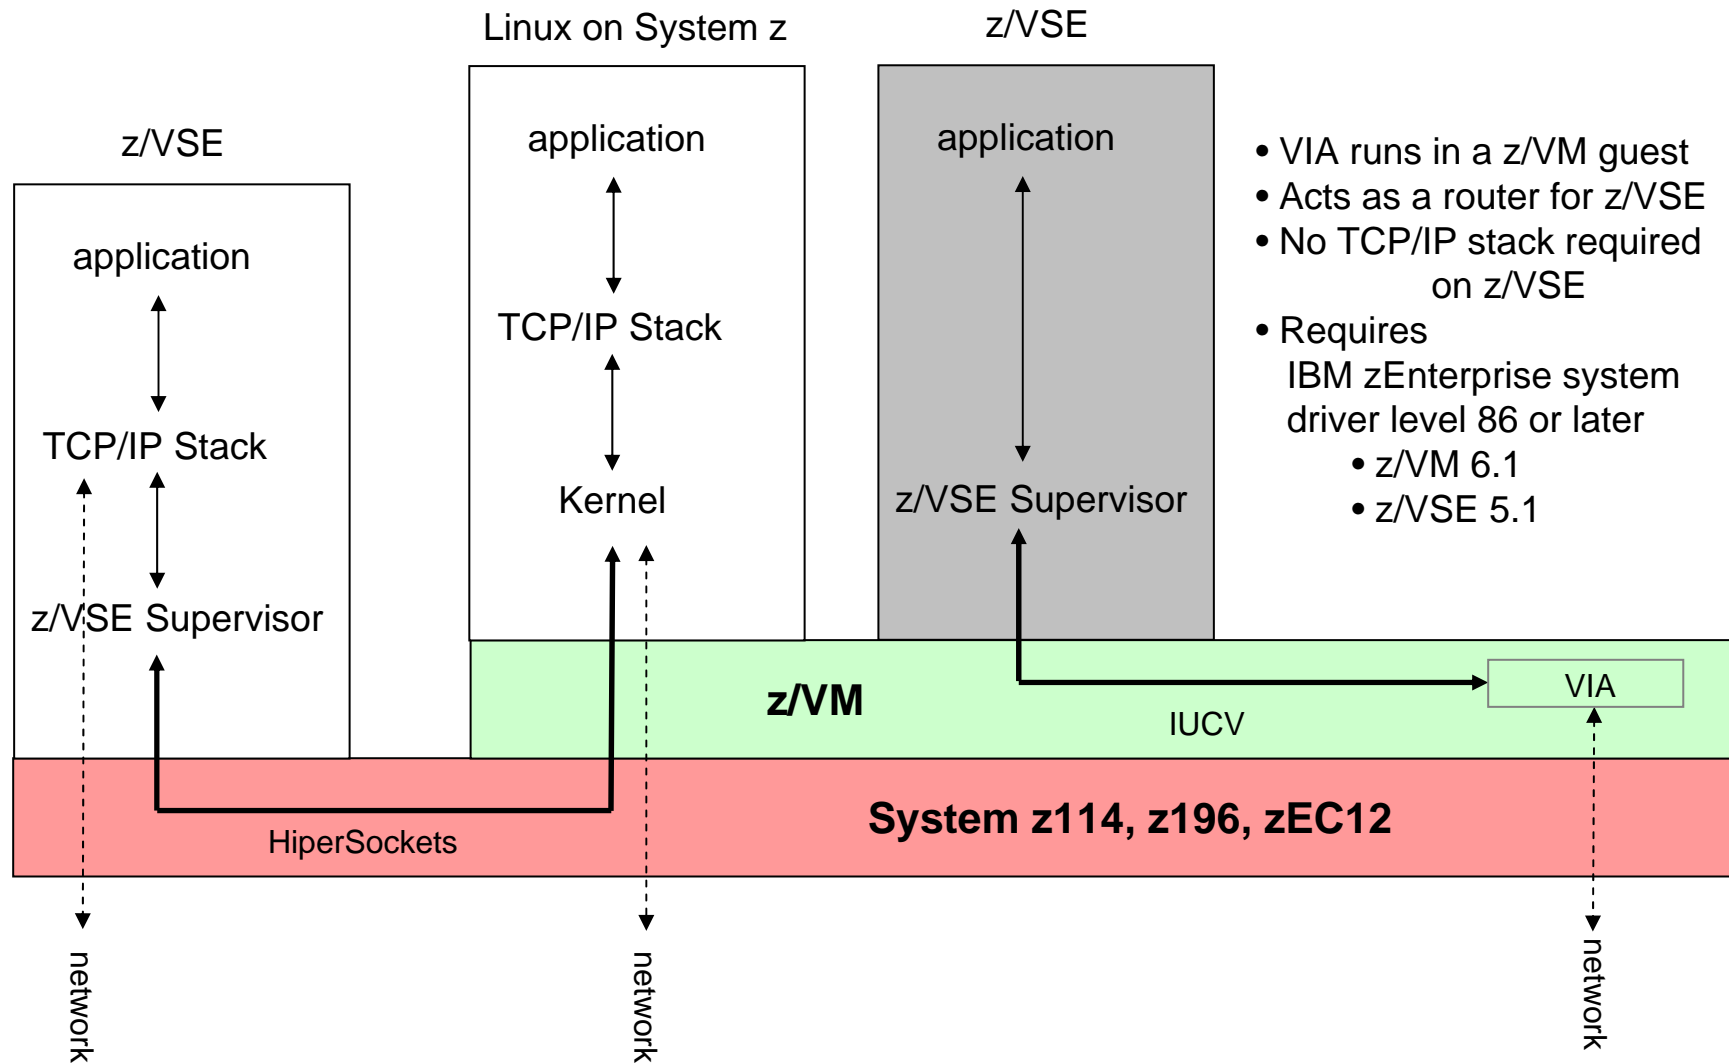 Linux on System z
z/VSE
z/VSE
application
TCP/IP Stack
z/VSE Supervisor
application
TCP/IP Stack
Kernel
application
z/VSE Supervisor
• VIA runs in a z/VM guest
• Acts as a router for z/VSE
• No TCP/IP stack required
on z/VSE
• Requires
IBM zEnterprise system
driver level 86 or later
• z/VM 6.1
• z/VSE 5.1
z/VM
IUCV
VIA
HiperSockets
System z114, z196, zEC12
network
network
network